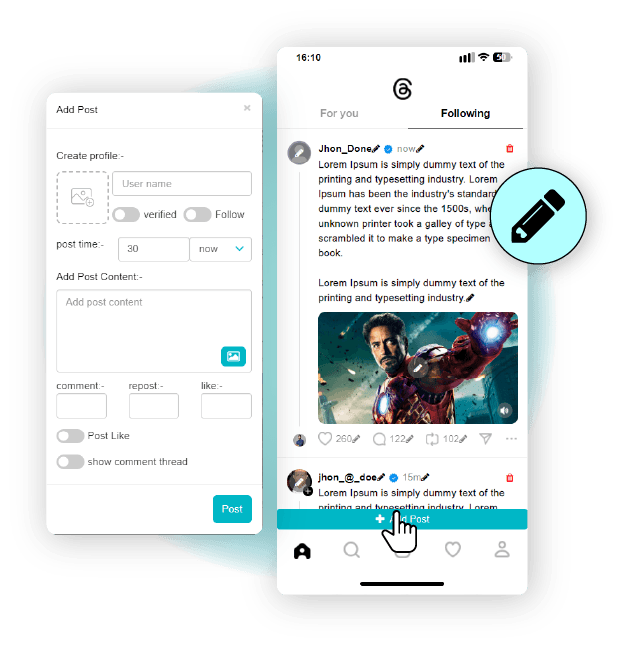 Add Post
Create profile:-
User name
verified
Follow
post time:-
30
now
Add Post Content:-
Add post content
comment:-
repost:-
like:-
Post Like
show comment thread
Post
16:10
For you
Following
Jhon_Done
now
Lorem Ipsum is simply dummy text of the
printing and typesetting industry. Lorem
Ipsum has been the industry's standard
dummy text ever since the 1500s,
unknown printer took a galley of type
scrambled it to make a type specimen
book.
Lorem Ipsum is simply dummy text of the
printing and typesetting industry.
260
122
102
jhon_@_doe
15m
Lorem Ipsum is simply dummy text of the
printing and typesetting industry. Lorem
Post